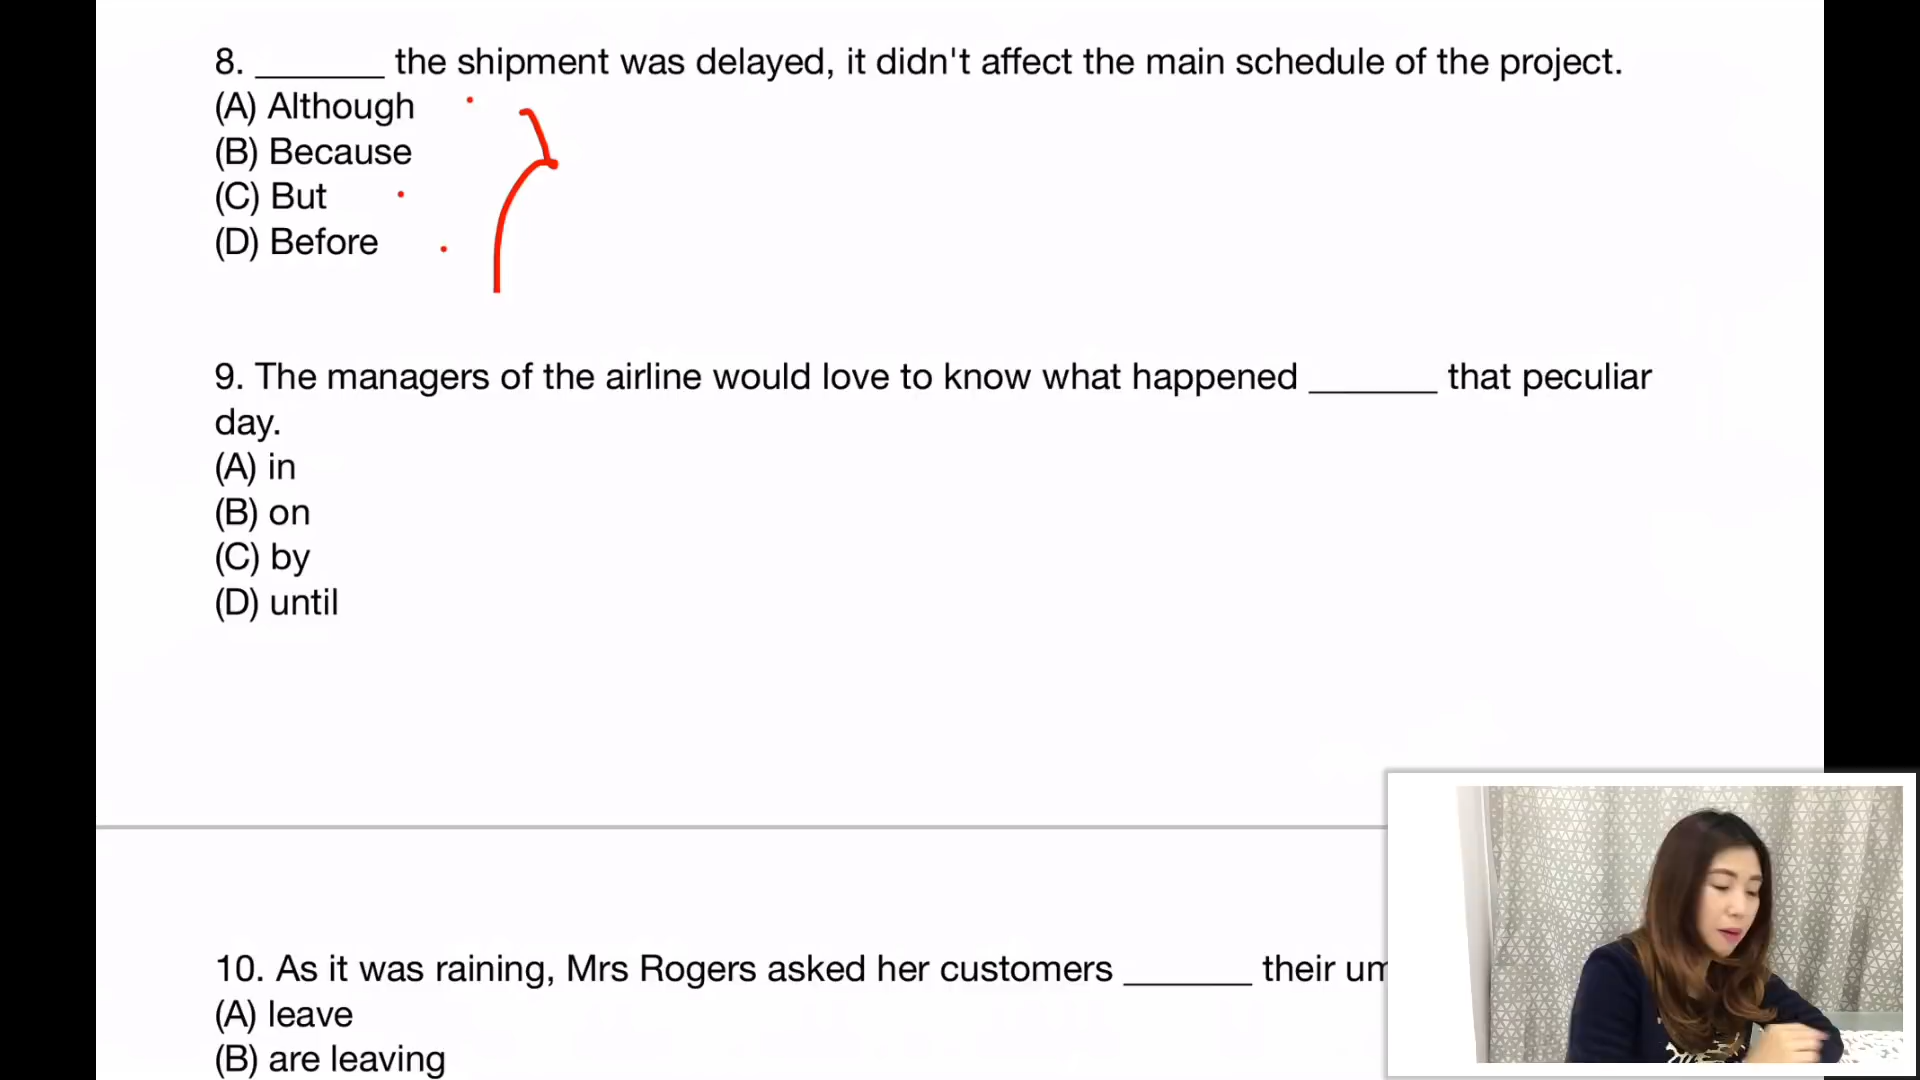 8. _______ the shipment was delayed, it didn't affect the main schedule of the project.
(A) Although
(B) Because
(C) But
(D) Before
9. The managers of the airline would love to know what happened _______ that peculiar
day.
(A) in
(B) on
(C) by
(D) until
10. As it was raining, Mrs Rogers asked her customers _______ their
(A) leave
(B) are leaving